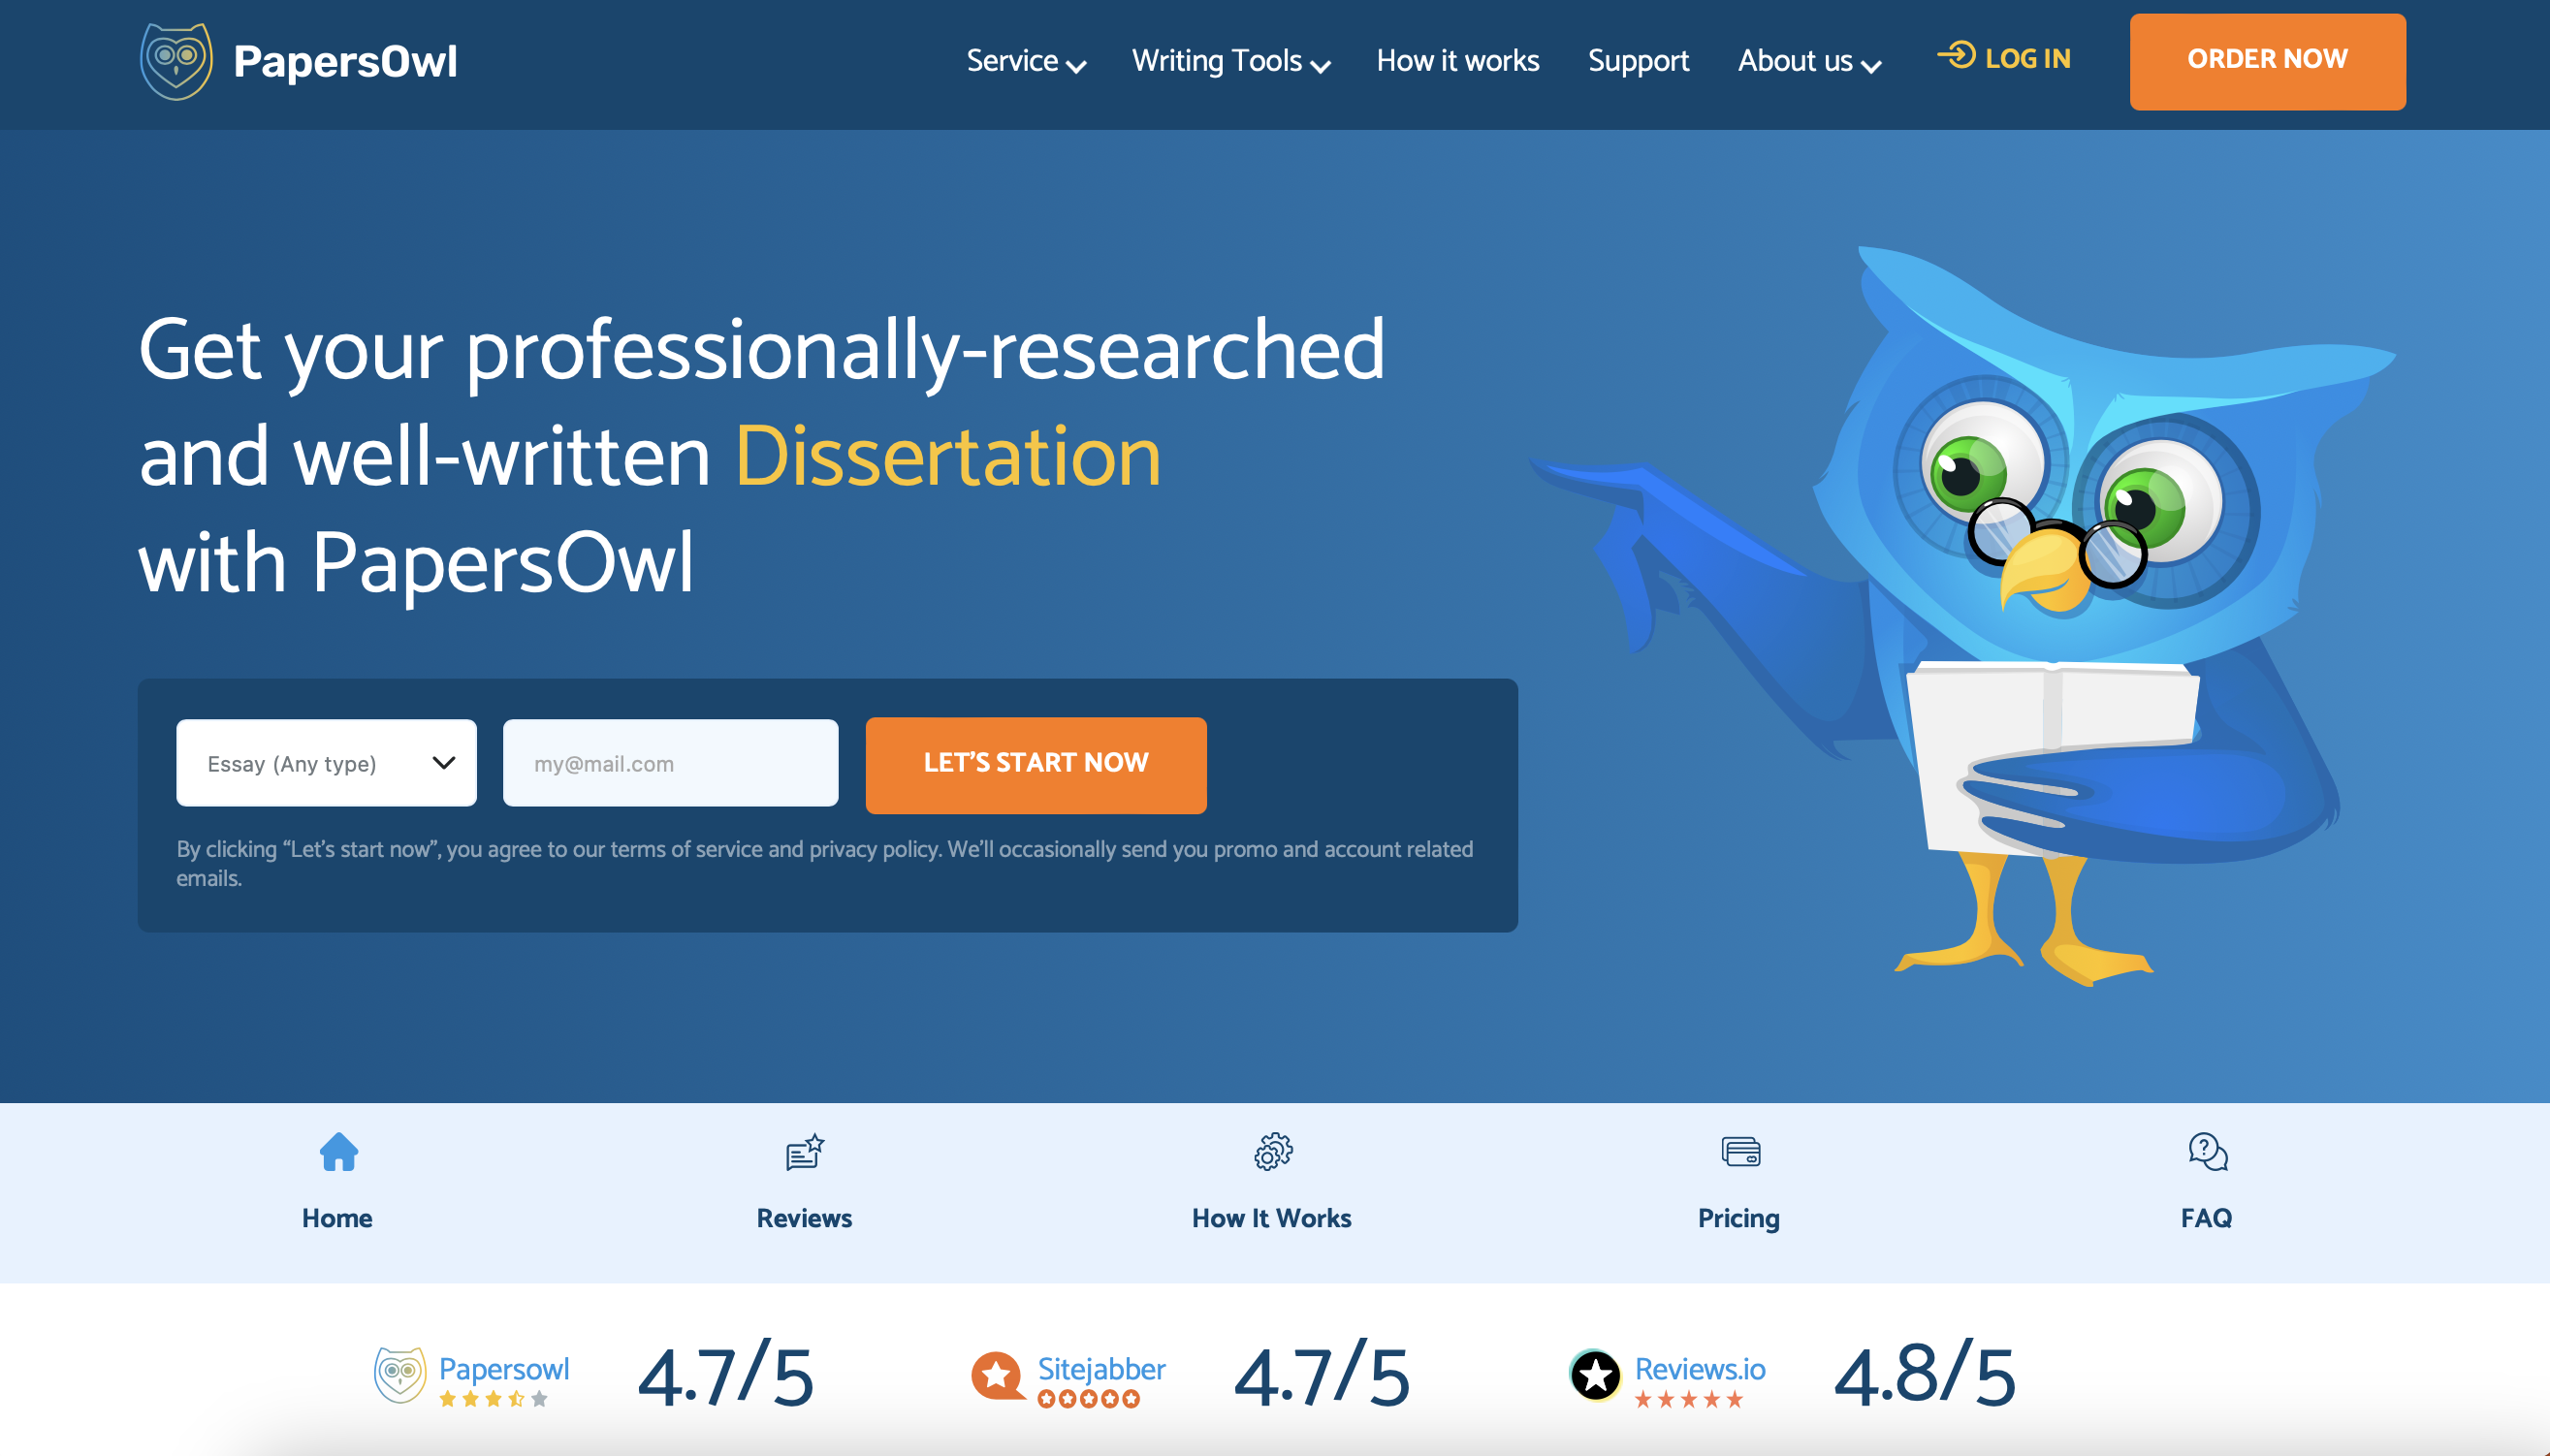 PapersOwl
Service
Writing Tools
How it works
Support
About us
LOG IN
ORDER NOW
Get your professionally-researched
and well-written Dissertation
with PapersOwl
Essay (Any type)
my@mail.com
LET'S START NOW
By clicking “Let's start now”, you agree to our terms of service and privacy policy. We'll occasionally send you promo and account related
emails.
Home
Reviews
How It Works
Pricing
FAQ
Papersowl
4.7/5
Sitejabber
4.7/5
Reviews.io
4.8/5